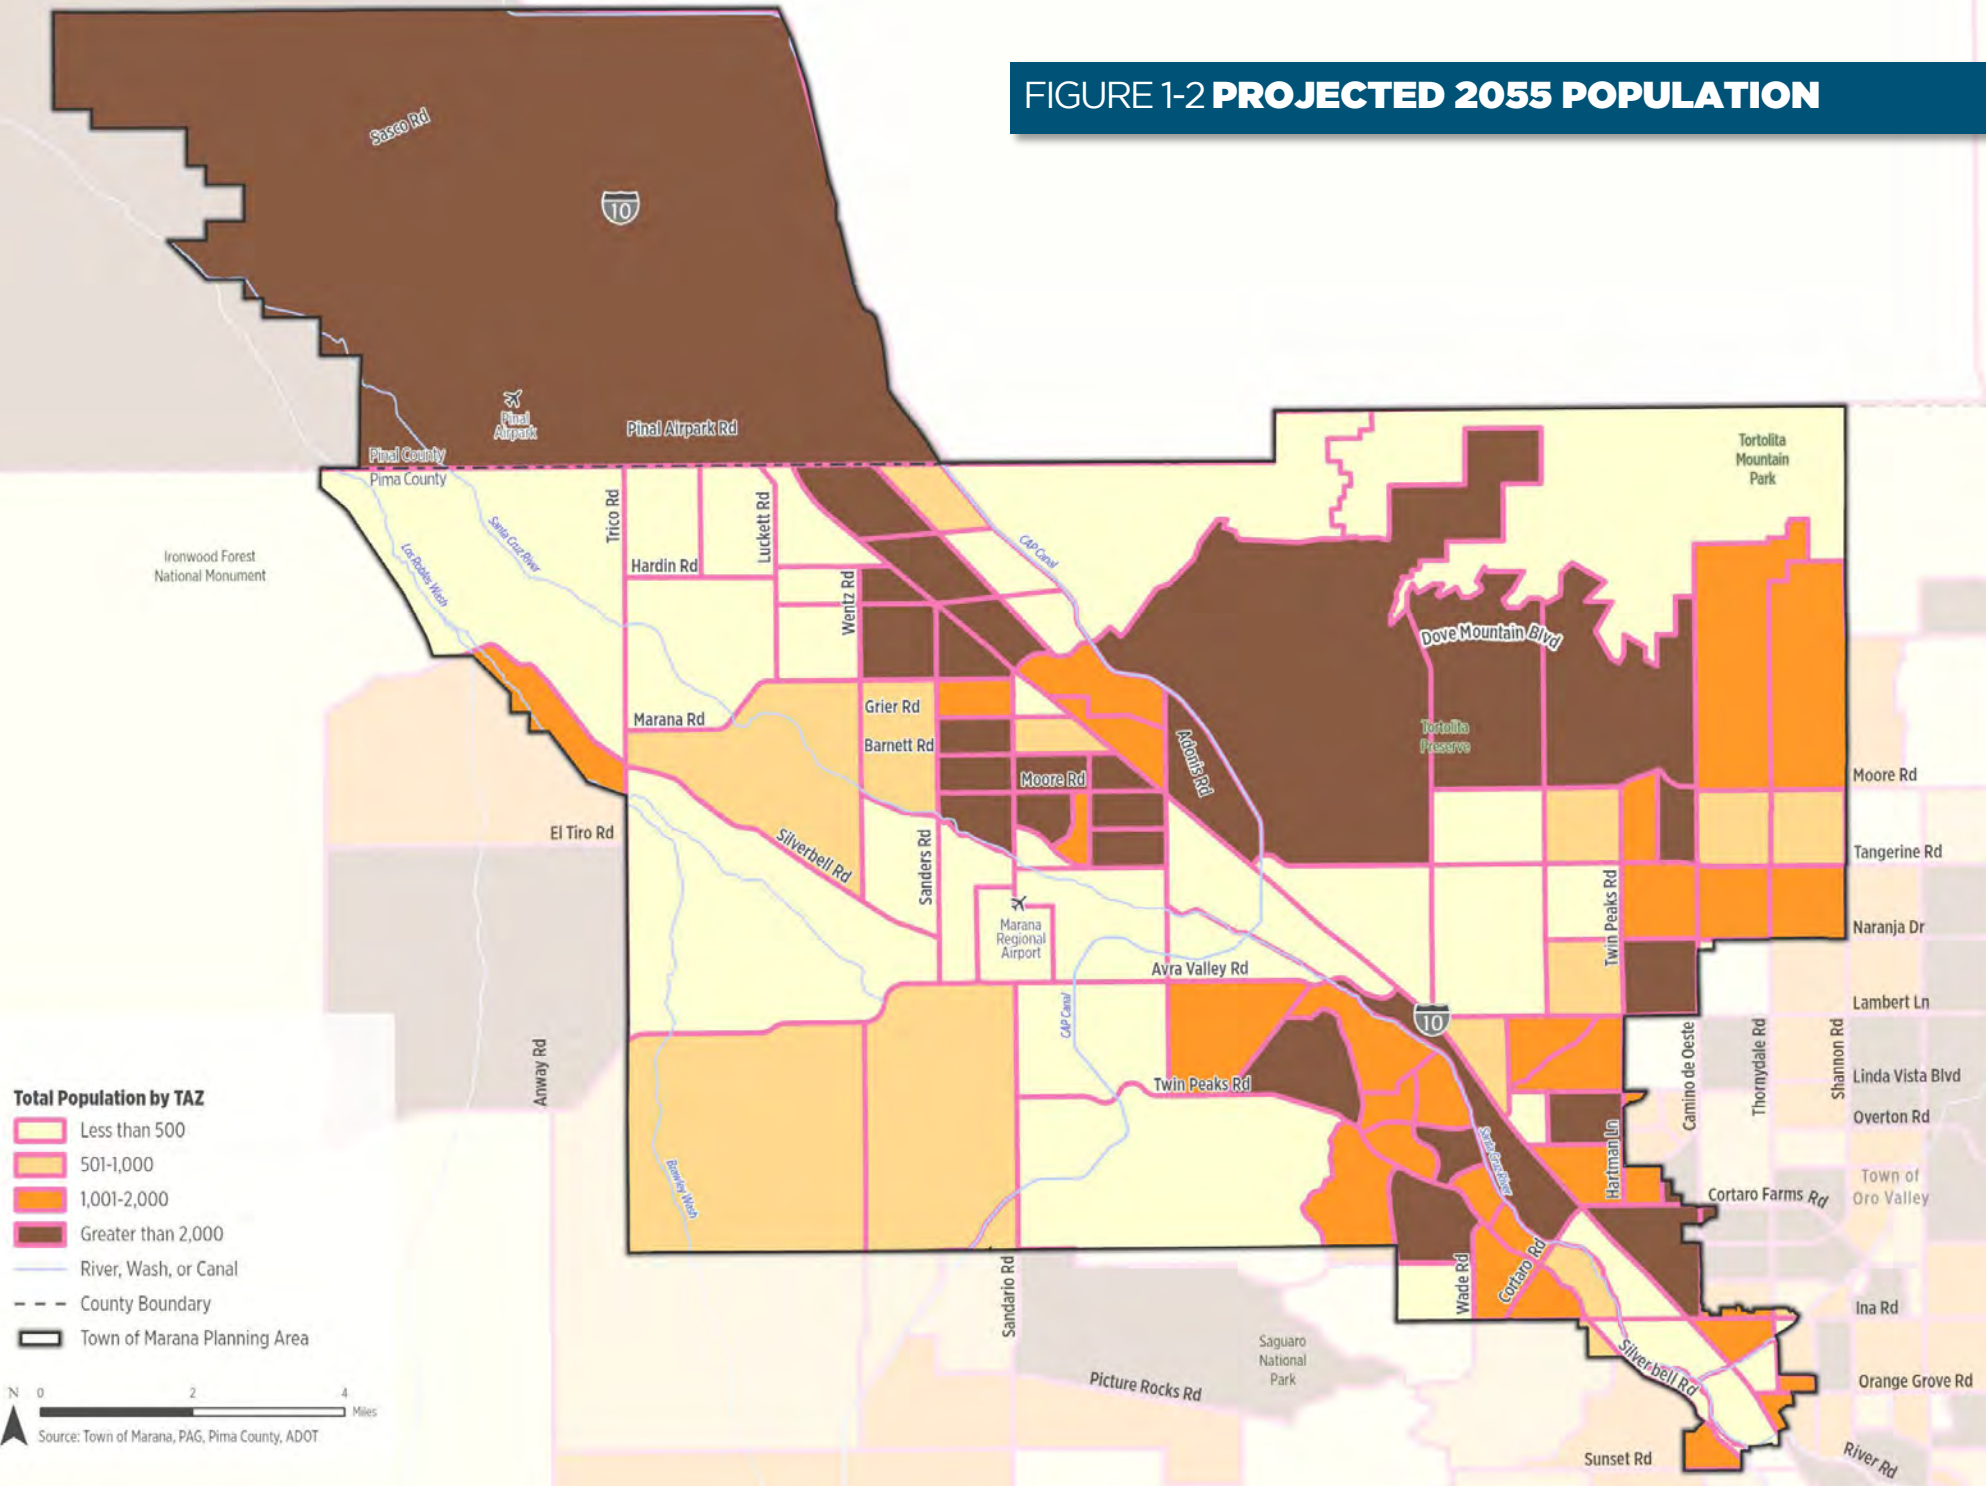 FIGURE 1-2 PROJECTED 2055 POPULATION
Sasco Rd
10
Pinal
Airpark
Pinal Airpark Rd
Pinal County
Pima County
Tortolita
Mountain
Park
Ironwood Forest
National Monument
Los Robles Wash
Santa Cruz River
Trico Rd
Hardin Rd
Luckett Rd
Wentz Rd
CAP Canal
Dove Mountain Blvd
Marana Rd
Grier Rd
Barnett Rd
Moore Rd
Adonis Rd
Tortolita
Preserve
Moore Rd
El Tiro Rd
Silverbell Rd
Sanders Rd
Tangerine Rd
Marana
Regional
Airport
Twin Peaks Rd
Naranja Dr
Avra Valley Rd
CAP Canal
10
Lambert Ln
Anway Rd
Camino de Oeste
Thornydale Rd
Shannon Rd
Twin Peaks Rd
Linda Vista Blvd
Overton Rd
Santa Cruz River
Hartman Ln
Brawley Wash
Town of
Oro Valley
Cortaro Farms Rd
Sandario Rd
Wade Rd
Cortaro Rd
Ina Rd
Saguaro
National
Park
Silverbell Rd
Picture Rocks Rd
Orange Grove Rd
Sunset Rd
River Rd
Total Population by TAZ
Less than 500
501-1,000
1,001-2,000
Greater than 2,000
River, Wash, or Canal
County Boundary
Town of Marana Planning Area
N 0 2 4
Miles
Source: Town of Marana, PAG, Pima County, ADOT